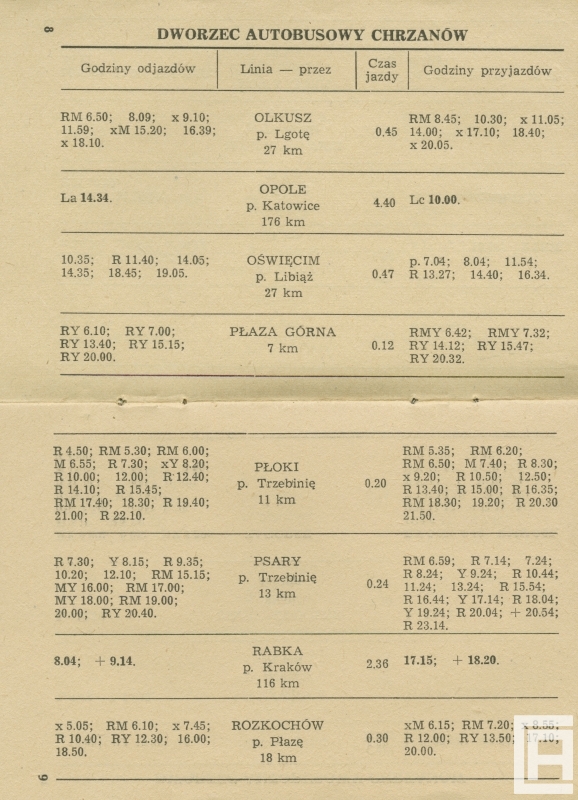 8
DWORZEC AUTOBUSOWY CHRZANÓW
Godziny odjazdów
Linia — przez
Czas
jazdy
Godziny przyjazdów
RM 6.50; 8.09; x 9.10;
11.59; xM 15.20; 16.39;
x 18.10.
OLKUSZ
p. Lgotę
27 km
0.45
RM 8.45; 10.30; x 11.05;
14.00; x 17.10; 18.40;
x 20.05.
La 14.34.
OPOLE
p. Katowice
176 km
4.40
Lc 10.00.
10.35; R 11.40; 14.05;
14.35; 18.45; 19.05.
OŚWIĘCIM
p. Libiąż
27 km
0.47
p. 7.04; 8.04; 11.54;
R 13.27; 14.40; 16.34.
RY 6.10; RY 7.00;
RY 13.40; RY 15.15;
RY 20.00.
PŁAZA GÓRNA
7 km
0.12
RMY 6.42; RMY 7.32;
RY 14.12; RY 15.47;
RY 20.32.
R 4.50; RM 5.30; RM 6.00;
M 6.55; R 7.30; xY 8.20;
R 10.00; 12.00; R 12.40;
R 14.10; R 15.45;
RM 17.40; 18.30; R 19.40;
21.00; R 22.10.
PŁOKI
p. Trzebinię
11 km
0.20
RM 5.35; RM 6.20;
RM 6.50; M 7.40; R 8.30;
x 9.20; R 10.50; 12.50;
R 13.40; R 15.00; R 16.35;
RM 18.30; 19.20; R 20.30
21.50.
R 7.30; Y 8.15; R 9.35;
10.20; 12.10; RM 15.15;
MY 16.00; RM 17.00;
MY 18.00; RM 19.00;
20.00; RY 20.40.
PSARY
p. Trzebinię
13 km
0.24
RM 6.59; R 7.14; 7.24;
R 8.24; Y 9.24; R 10.44;
11.24; 13.24; R 15.54;
R 16.44; Y 17.14; R 18.04;
Y 19.24; R 20.04; + 20.54;
R 23.14.
8.04; + 9.14.
RABKA
p. Kraków
116 km
2.36
17.15; + 18.20.
x 5.05; RM 6.10; x 7.45;
R 10.40; RY 12.30; 16.00;
18.50.
ROZKOCHÓW
p. Płazę
18 km
0.30
xM 6.15; RM 7.20; x 8.55;
R 12.00; RY 13.50; 17.10;
20.00.
9